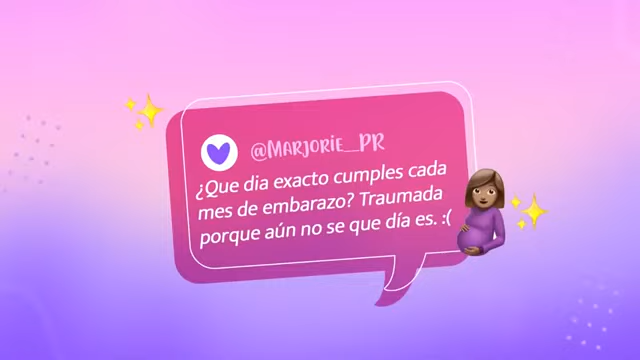 @Marjorie_PR
¿Que dia exacto cumples cada
mes de embarazo? Traumada
porque aún no se que día es. :(